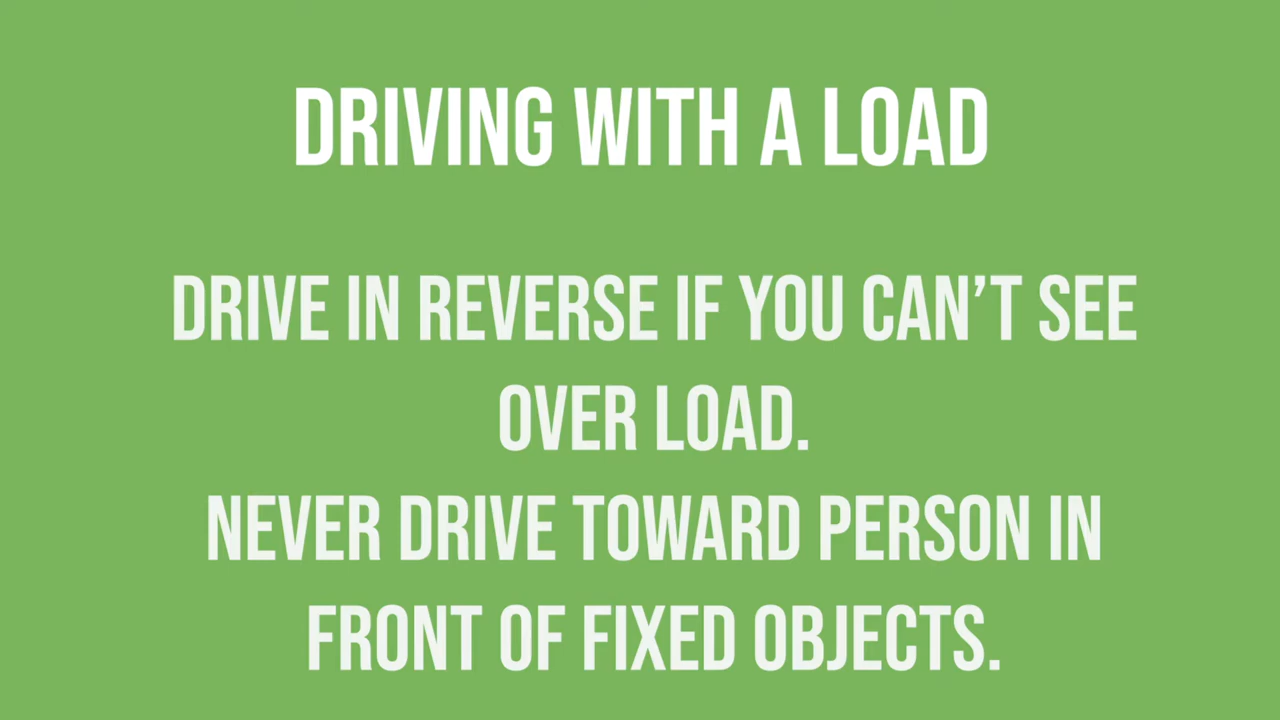 DRIVING WITH A LOAD
DRIVE IN REVERSE IF YOU CAN’T SEE
OVER LOAD.
NEVER DRIVE TOWARD PERSON IN
FRONT OF FIXED OBJECTS.